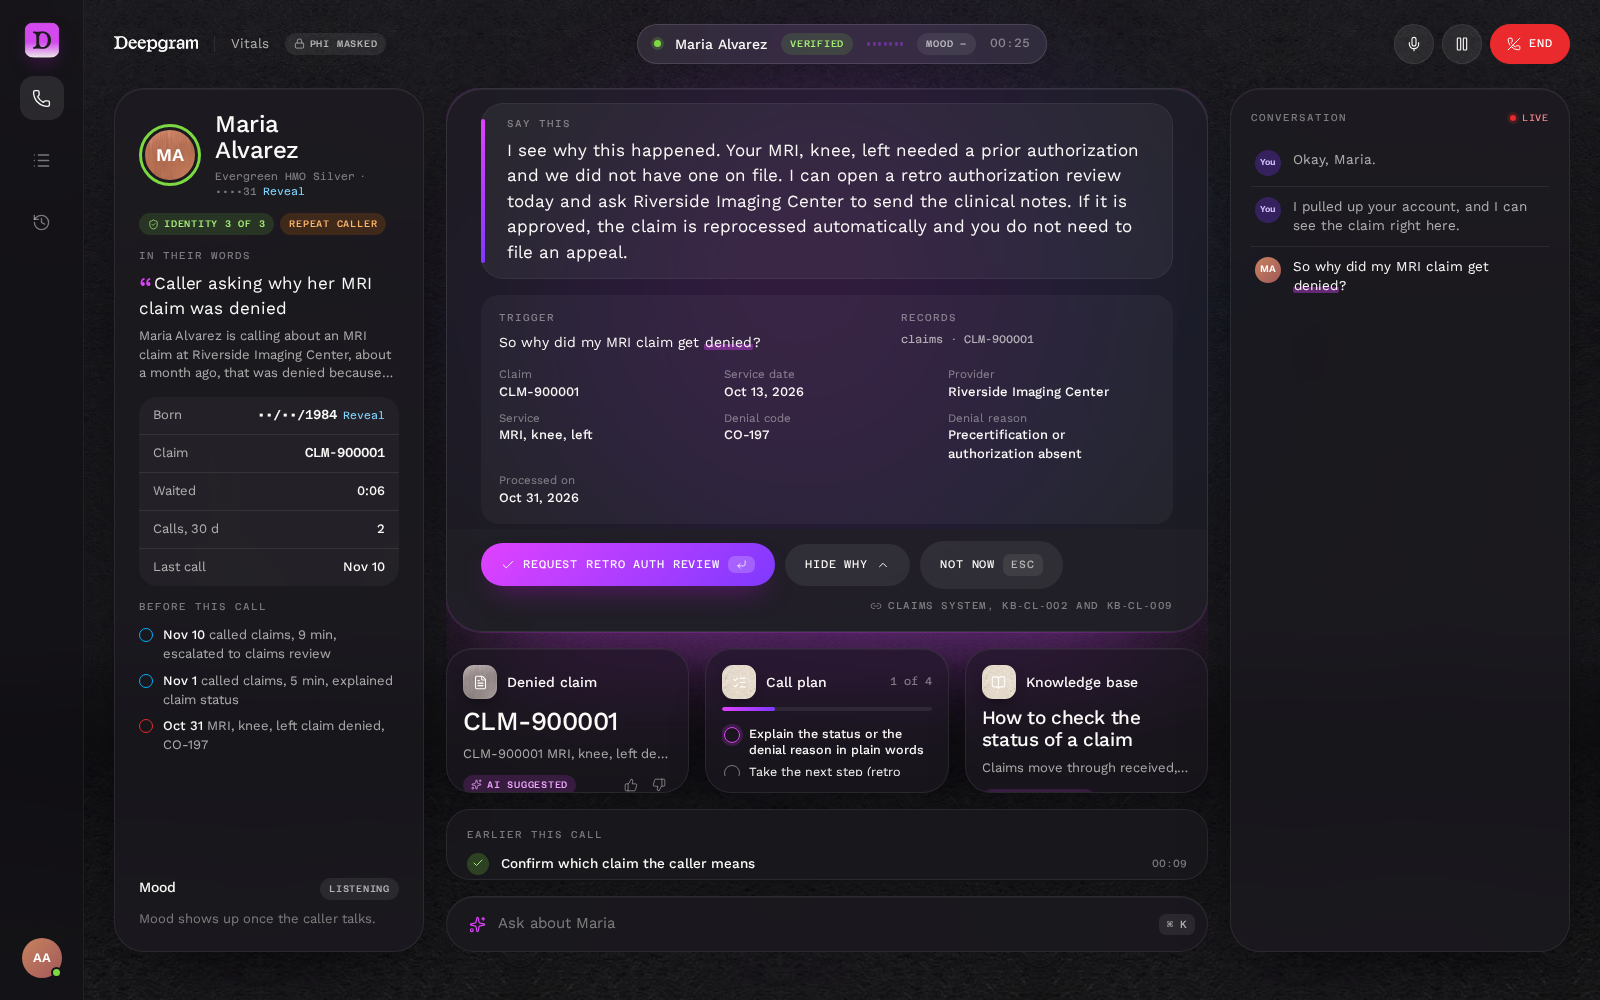 D
Deepgram
Vitals
PHI MASKED
Maria Alvarez
VERIFIED
MOOD –
00:25
END
MA
Maria
Alvarez
Evergreen HMO Silver ·
••••31 Reveal
IDENTITY 3 OF 3
REPEAT CALLER
IN THEIR WORDS
“Caller asking why her MRI
claim was denied
Maria Alvarez is calling about an MRI
claim at Riverside Imaging Center, about
a month ago, that was denied because...
Born ••/••/1984 Reveal
Claim CLM-900001
Waited 0:06
Calls, 30 d 2
Last call Nov 10
BEFORE THIS CALL
Nov 10 called claims, 9 min,
escalated to claims review
Nov 1 called claims, 5 min, explained
claim status
Oct 31 MRI, knee, left claim denied,
CO-197
Mood LISTENING
Mood shows up once the caller talks.
AA
SAY THIS
I see why this happened. Your MRI, knee, left needed a prior authorization
and we did not have one on file. I can open a retro authorization review
today and ask Riverside Imaging Center to send the clinical notes. If it is
approved, the claim is reprocessed automatically and you do not need to
file an appeal.
TRIGGER
So why did my MRI claim get denied?
RECORDS
claims · CLM-900001
Claim
CLM-900001
Service date
Oct 13, 2026
Provider
Riverside Imaging Center
Service
MRI, knee, left
Denial code
CO-197
Denial reason
Precertification or
authorization absent
Processed on
Oct 31, 2026
REQUEST RETRO AUTH REVIEW ↵
HIDE WHY
NOT NOW ESC
CLAIMS SYSTEM, KB-CL-002 AND KB-CL-009
Denied claim
CLM-900001
CLM-900001 MRI, knee, left de...
AI SUGGESTED
Call plan 1 of 4
Explain the status or the
denial reason in plain words
Take the next step (retro
Knowledge base
How to check the
status of a claim
Claims move through received,...
EARLIER THIS CALL
Confirm which claim the caller means 00:09
Ask about Maria ⌘ K
CONVERSATION LIVE
You Okay, Maria.
You I pulled up your account, and I can
see the claim right here.
MA So why did my MRI claim get
denied?